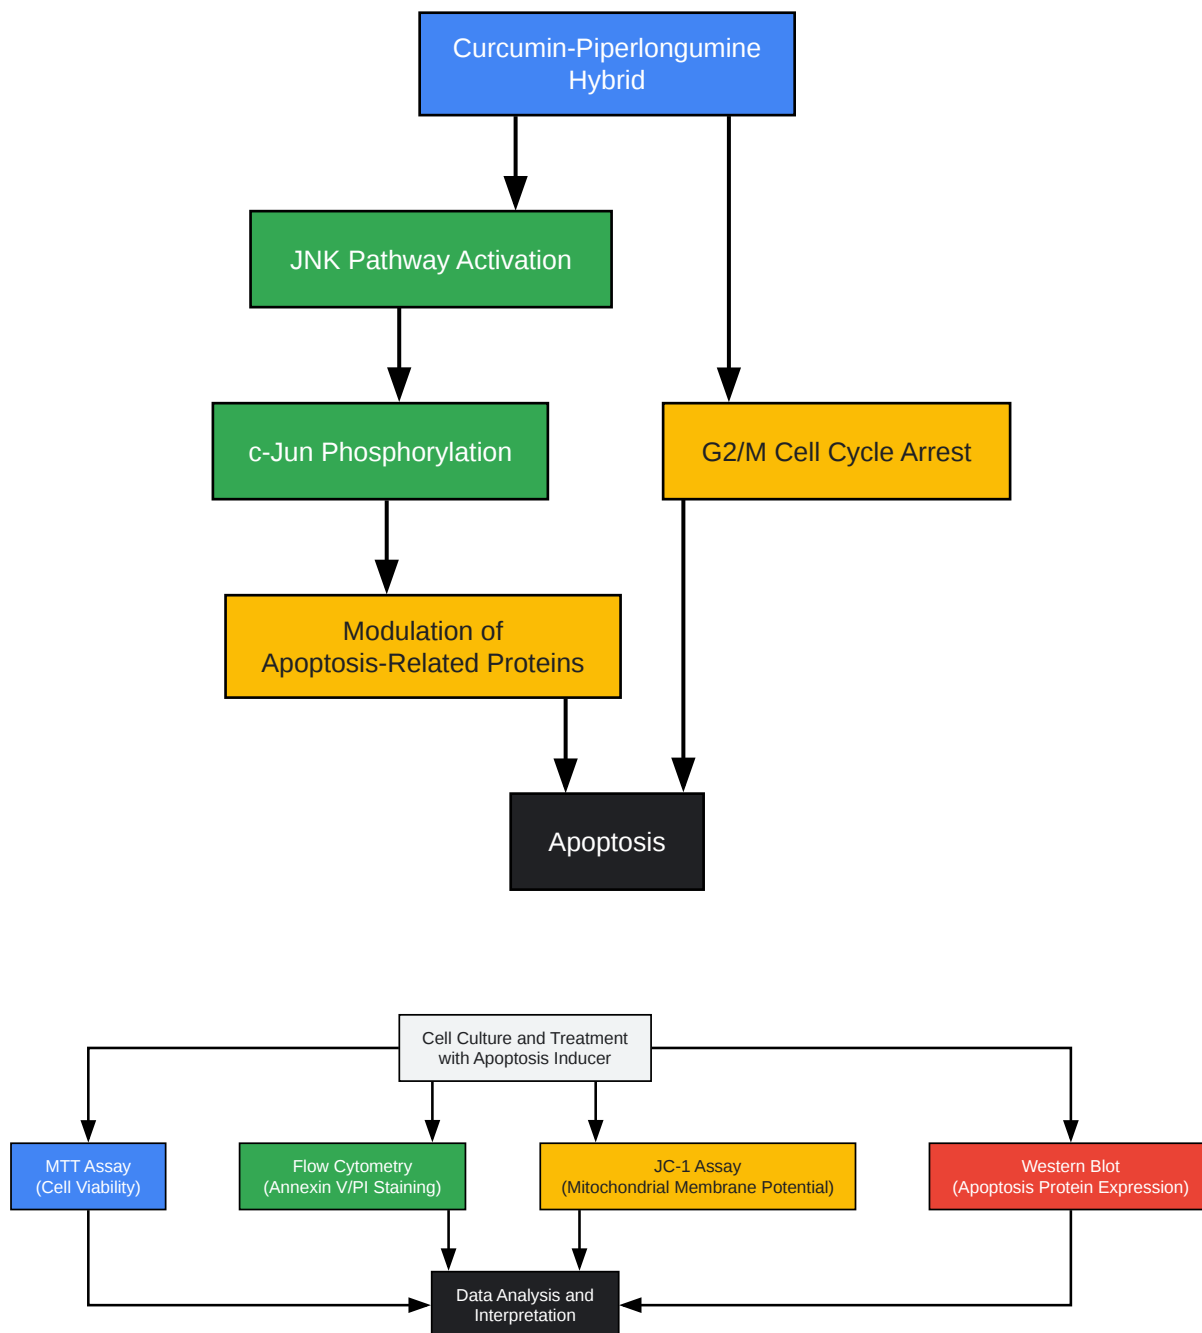 Curcumin-Piperlongumine
Hybrid
JNK Pathway Activation
c-Jun Phosphorylation
G2/M Cell Cycle Arrest
Modulation of
Apoptosis-Related Proteins
Apoptosis
Cell Culture and Treatment
with Apoptosis Inducer
MTT Assay
(Cell Viability)
Flow Cytometry
(Annexin V/PI Staining)
JC-1 Assay
(Mitochondrial Membrane Potential)
Western Blot
(Apoptosis Protein Expression)
Data Analysis and
Interpretation